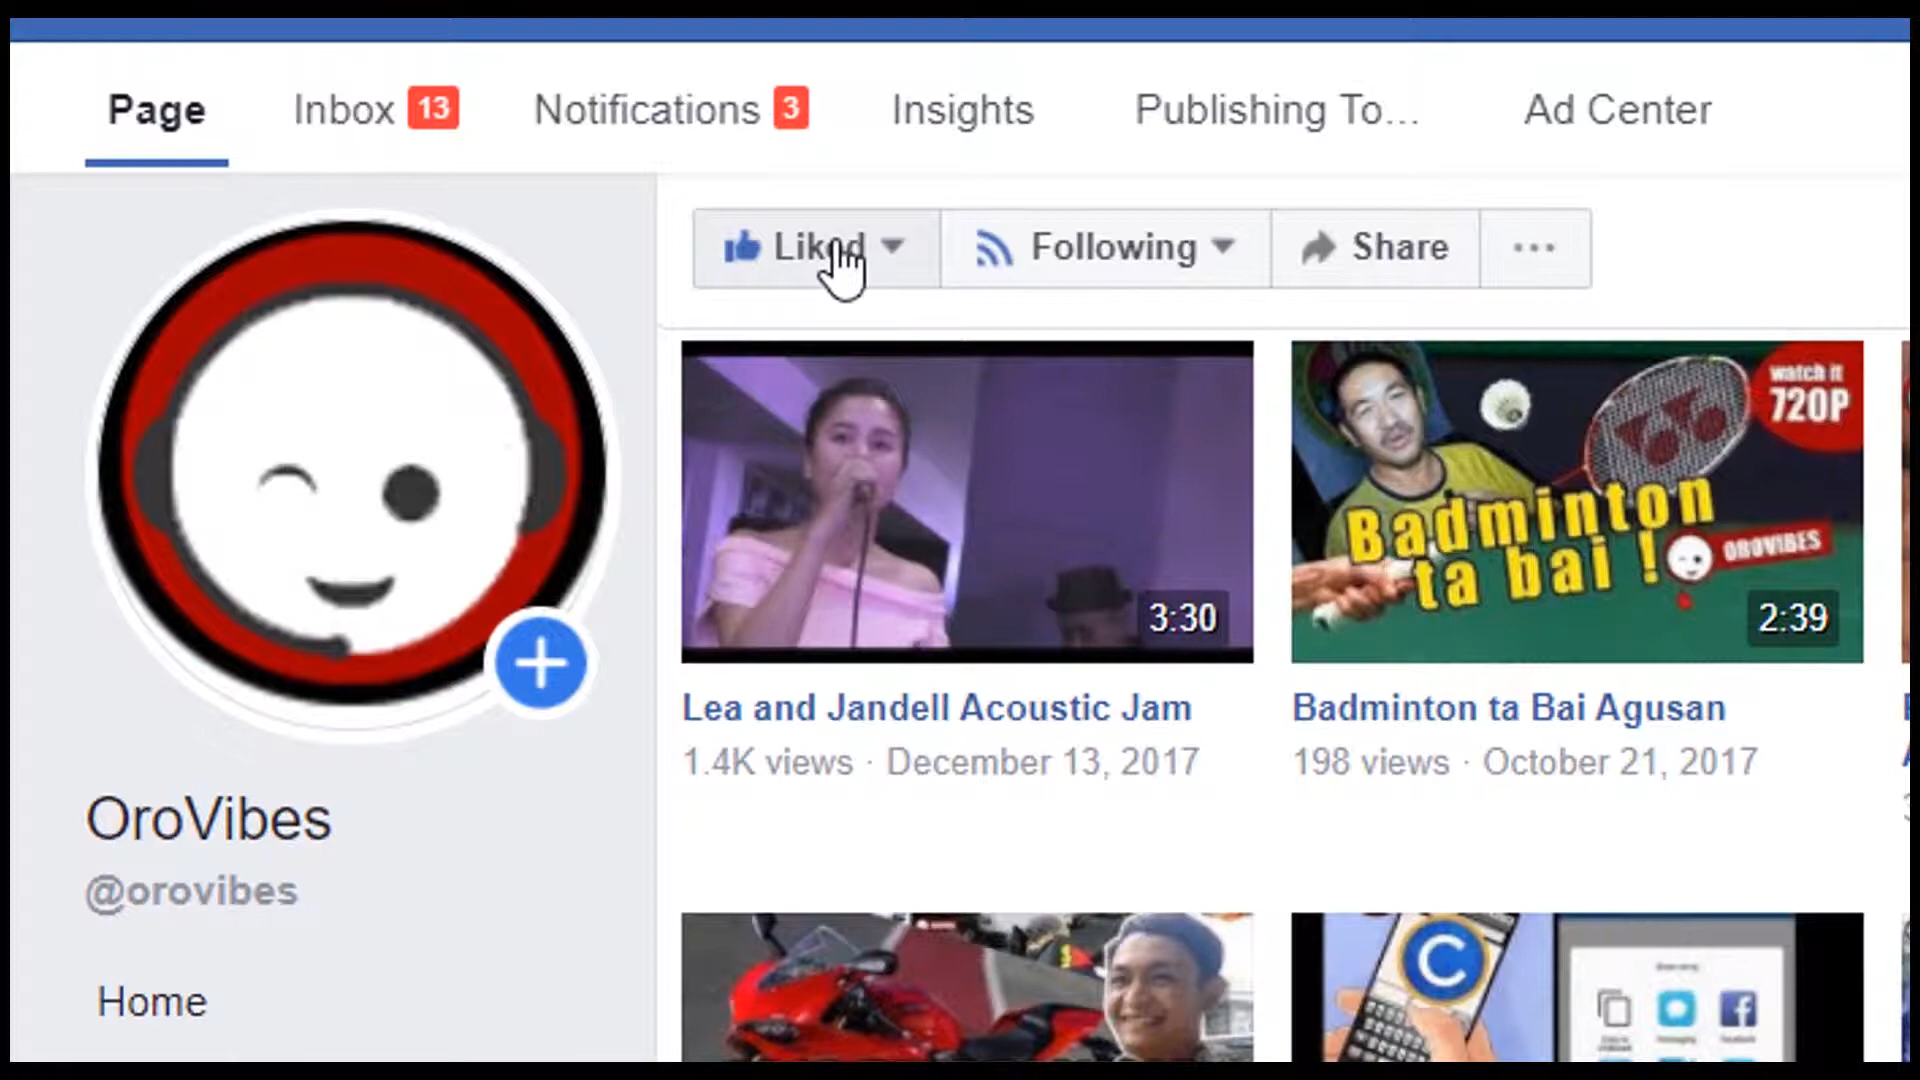 Page
Inbox 13
Notifications 3
Insights
Publishing To...
Ad Center
Liked
Following
Share
watch it
720P
Badminton
ta bai !
OROVIBES
3:30
2:39
Lea and Jandell Acoustic Jam
1.4K views · December 13, 2017
Badminton ta Bai Agusan
198 views · October 21, 2017
OroVibes
@orovibes
Home
C